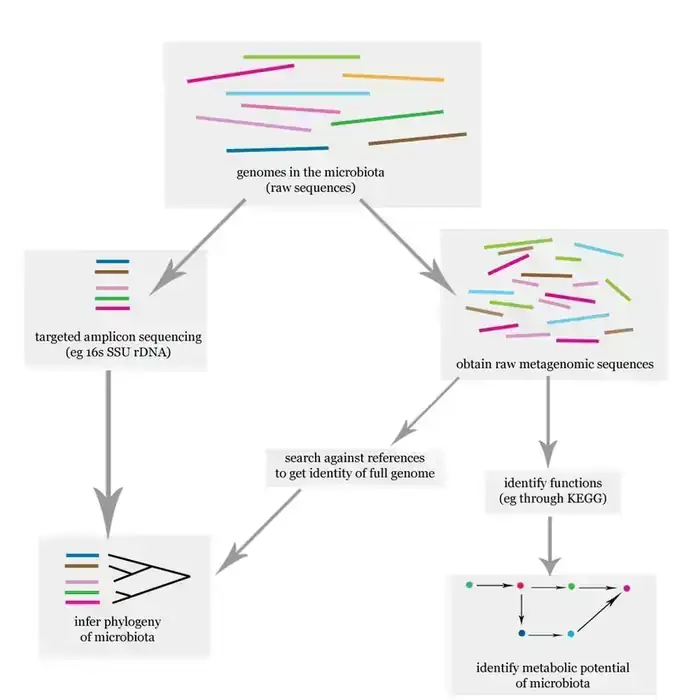 genomes in the microbiota
(raw sequences)
targeted amplicon sequencing
(eg 16s SSU rDNA)
obtain raw metagenomic sequences
search against references
to get identity of full genome
identify functions
(eg through KEGG)
infer phylogeny
of microbiota
identify metabolic potential
of microbiota